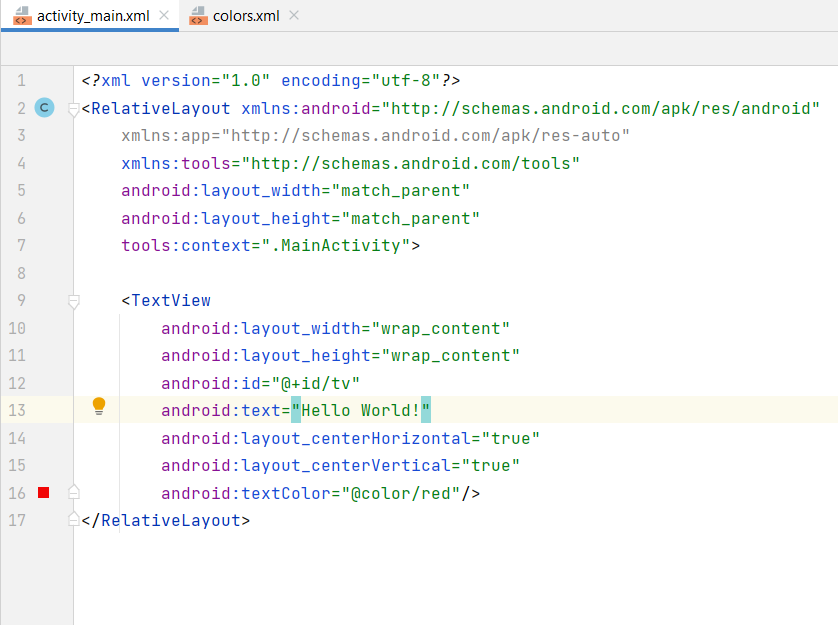 activity_main.xml colors.xml
1 <?xml version="1.0" encoding="utf-8"?>
2 C <RelativeLayout xmlns:android="http://schemas.android.com/apk/res/android"
3 xmlns:app="http://schemas.android.com/apk/res-auto"
4 xmlns:tools="http://schemas.android.com/tools"
5 android:layout_width="match_parent"
6 android:layout_height="match_parent"
7 tools:context=".MainActivity">
8
9 <TextView
10 android:layout_width="wrap_content"
11 android:layout_height="wrap_content"
12 android:id="@+id/tv"
13 android:text="Hello World!"
14 android:layout_centerHorizontal="true"
15 android:layout_centerVertical="true"
16 android:textColor="@color/red"/>
17 </RelativeLayout>